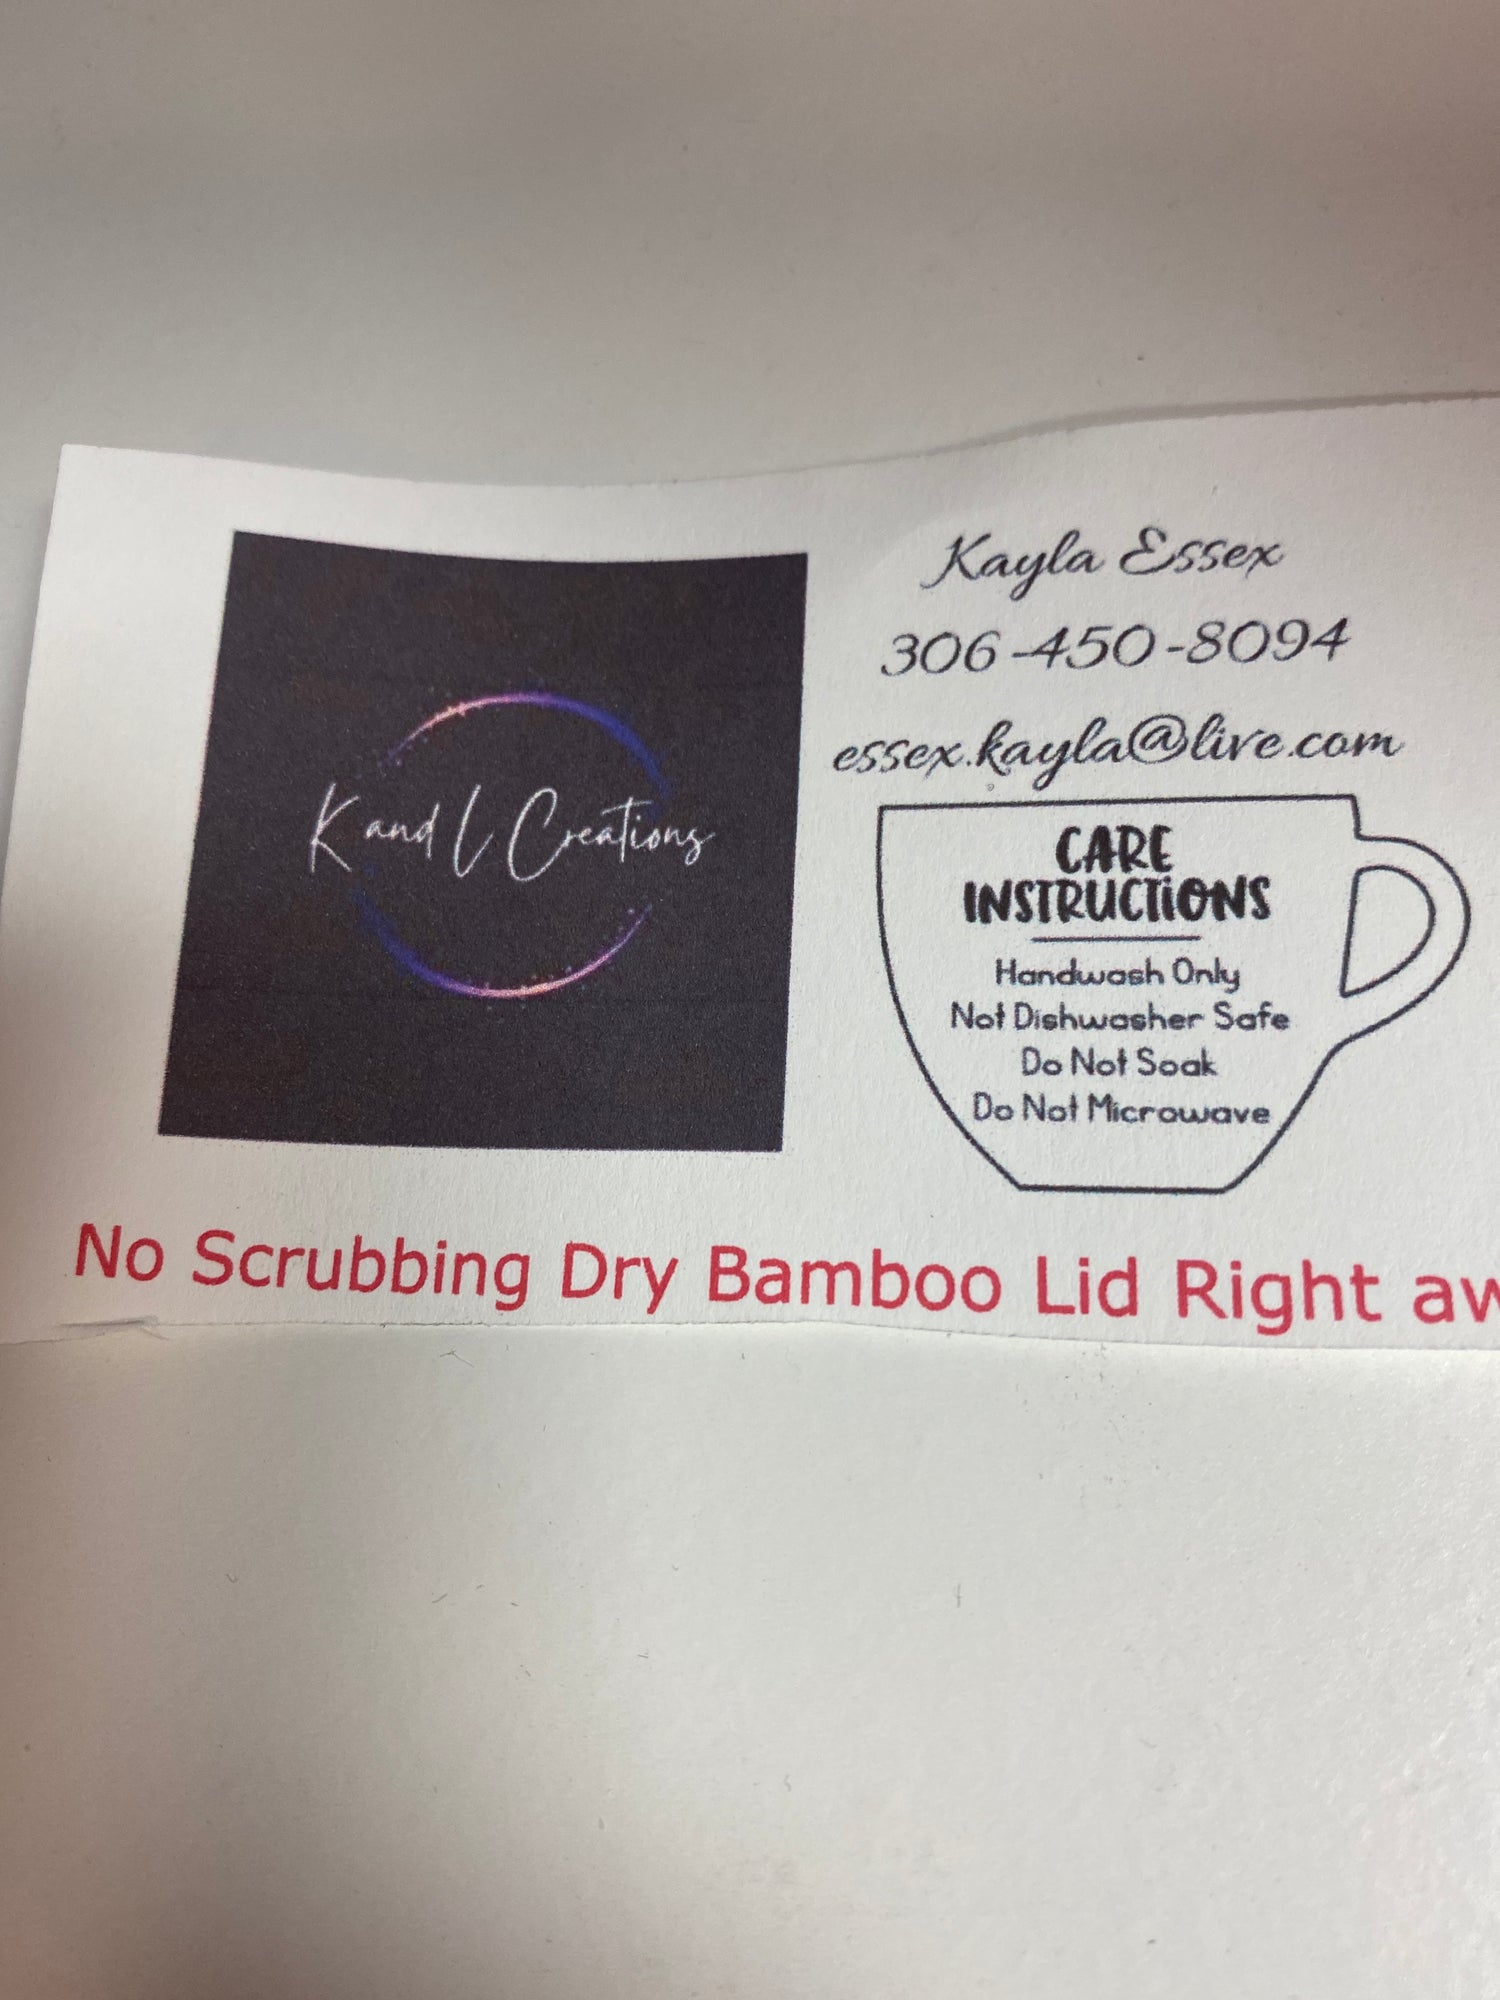 K and L Creations
Kayla Essex
306-450-8094
essex.kayla@live.com
CARE
INSTRUCTIONS
Handwash Only
Not Dishwasher Safe
Do Not Soak
Do Not Microwave
No Scrubbing Dry Bamboo Lid Right